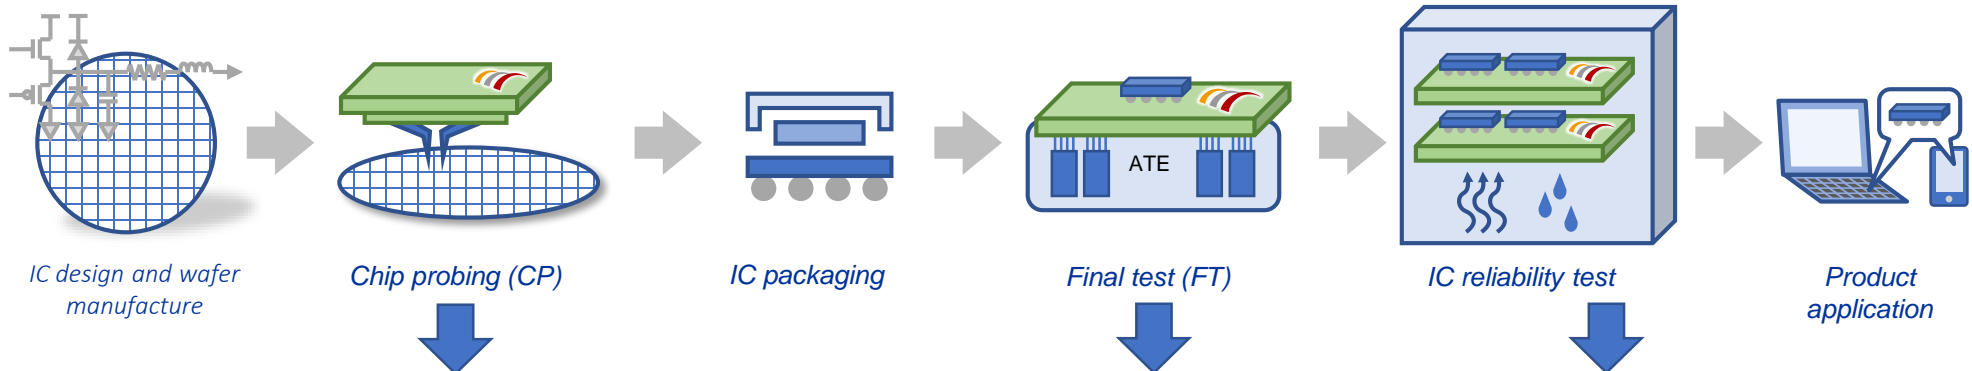 ATE
IC design and wafer
manufacture
Chip probing (CP)
IC packaging
Final test (FT)
IC reliability test
Product
application